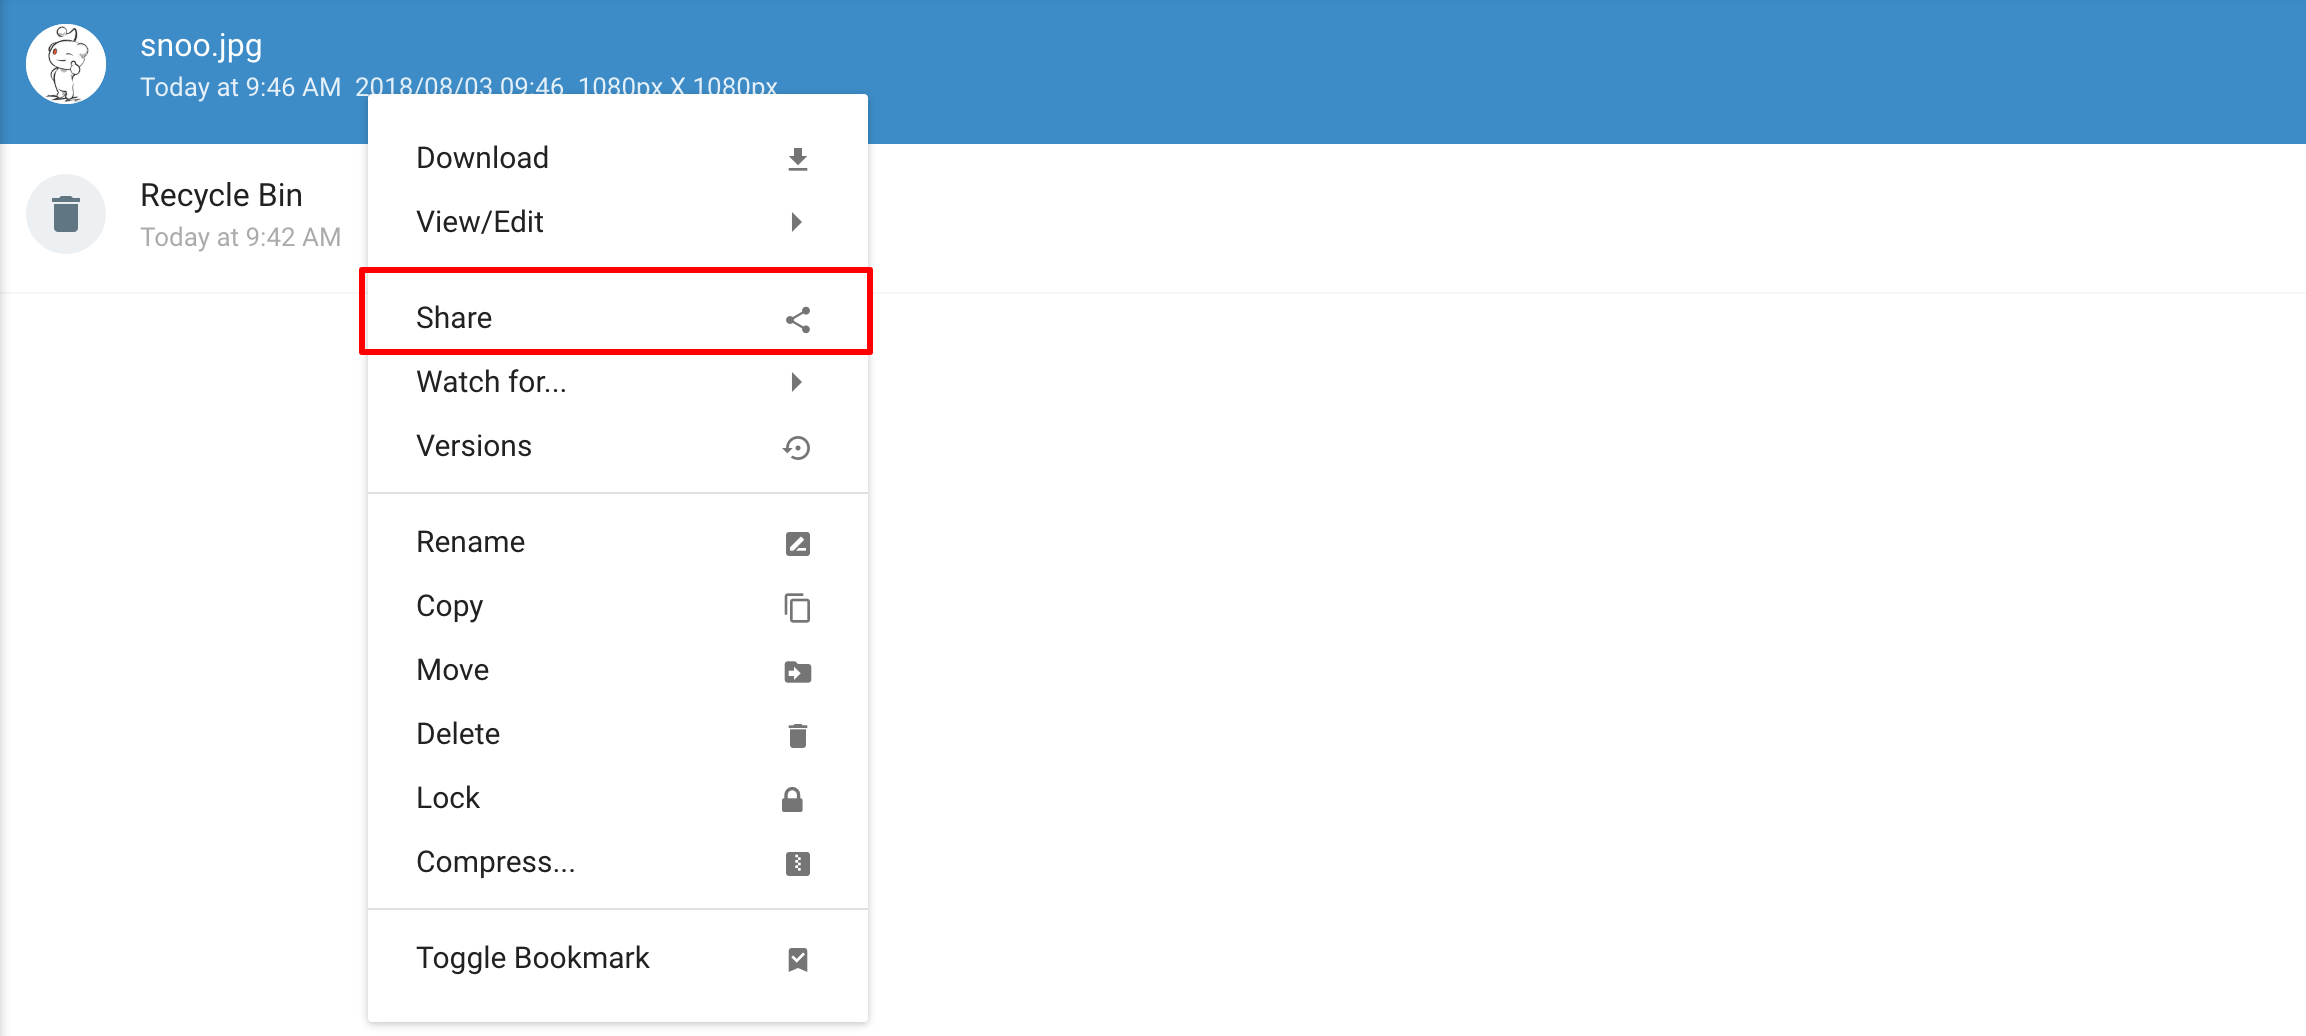 snoo.jpg
Today at 9:46 AM 2018/08/03 09:46 1080px X 1080px
Recycle Bin
Today at 9:42 AM
Download
View/Edit
Share
Watch for...
Versions
Rename
Copy
Move
Delete
Lock
Compress...
Toggle Bookmark